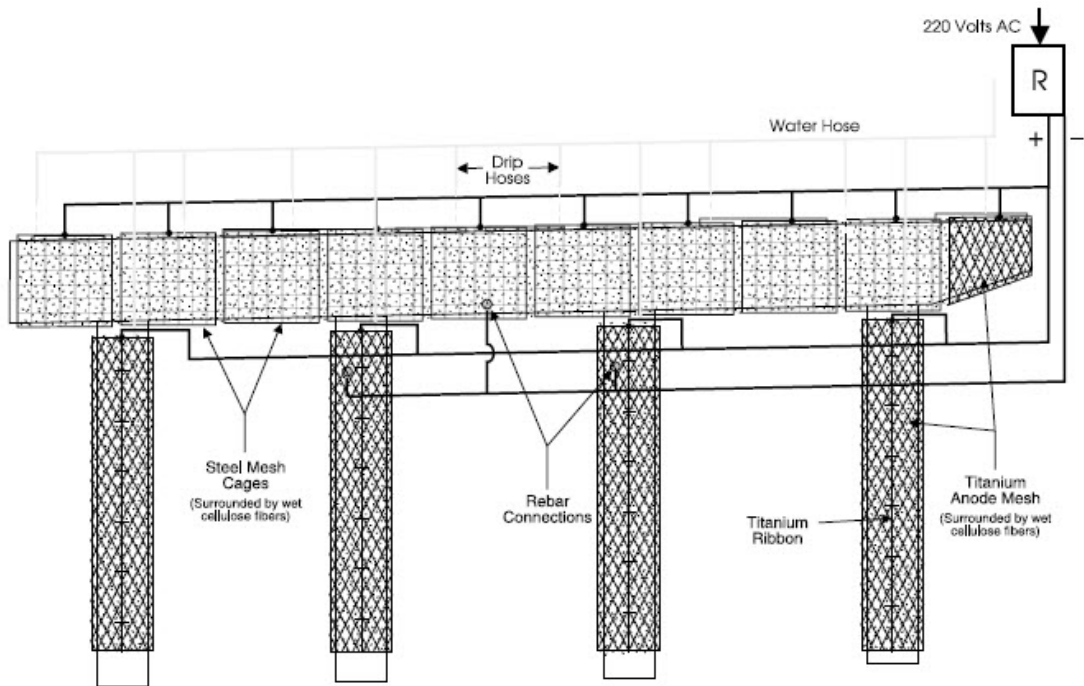 220 Volts AC
R
Water Hose
+
−
Drip
Hoses
Steel Mesh
Cages
(Surrounded by wet
cellulose fibers)
Rebar
Connections
Titanium
Ribbon
Titanium
Anode Mesh
(Surrounded by wet
cellulose fibers)